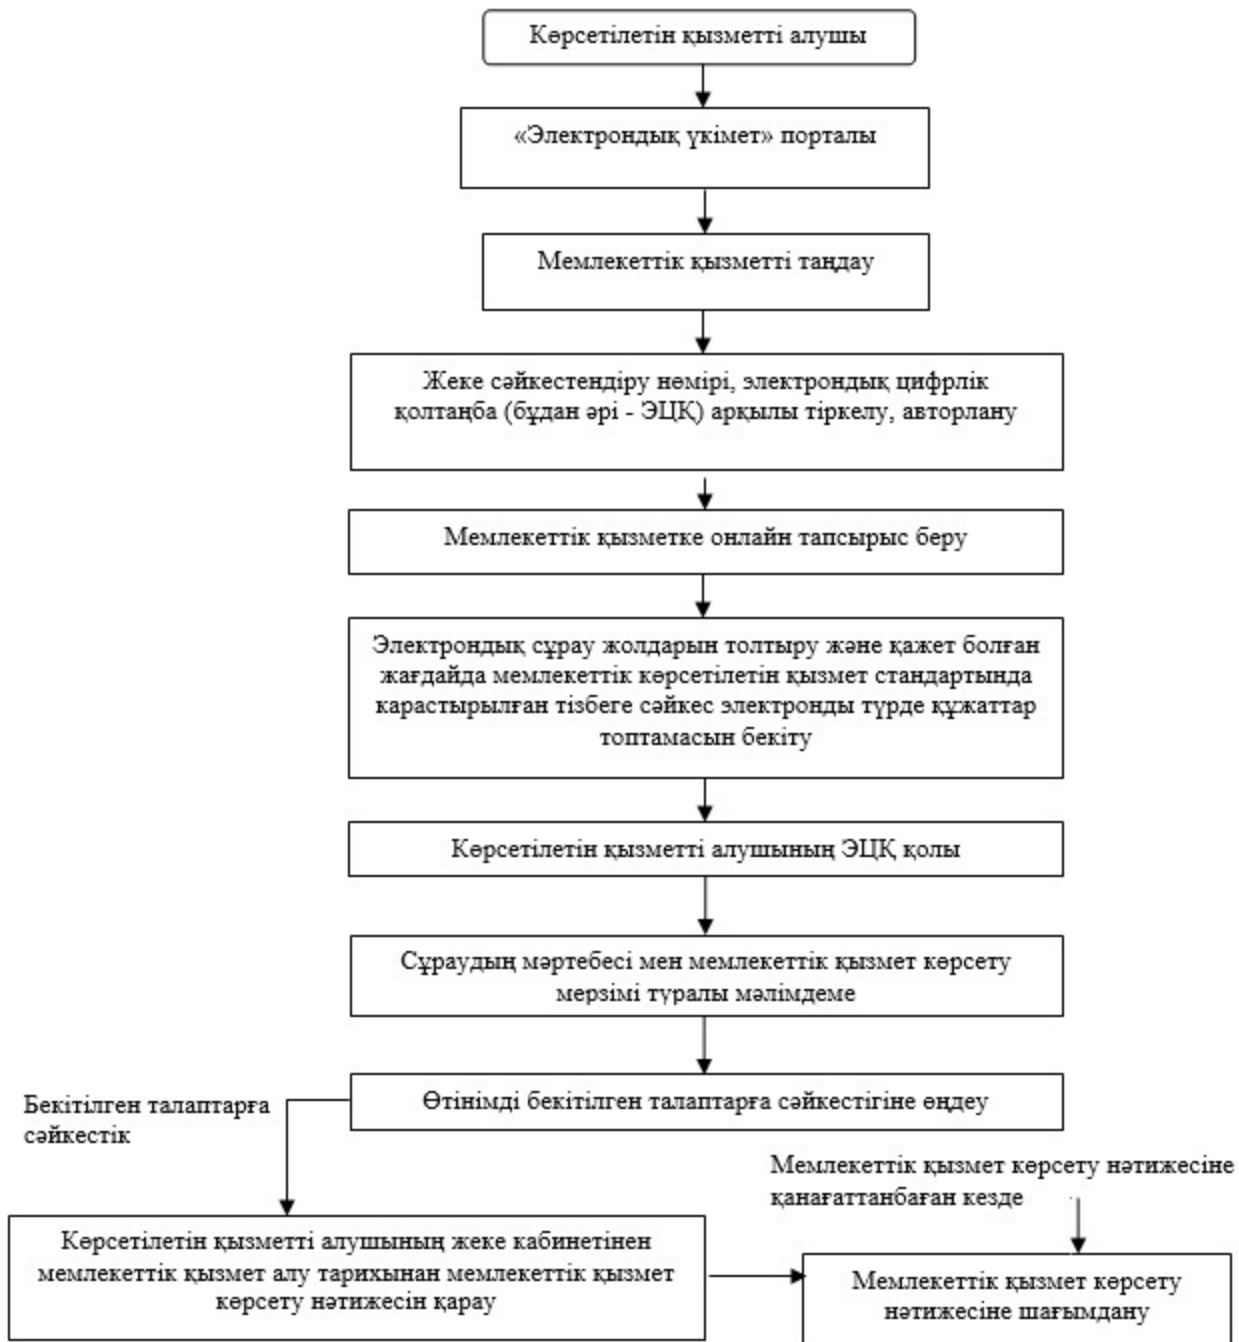 Көрсетілетін қызметті алушы
«Электрондық үкімет» порталы
Мемлекеттік қызметті таңдау
Жеке сәйкестендіру нөмірі, электрондық цифрлік
қолтаңба (бұдан әрі - ЭЦҚ) арқылы тіркелу, авторлану
Мемлекеттік қызметке онлайн тапсырыс беру
Электрондық сұрау жолдарын толтыру және қажет болған
жағдайда мемлекеттік көрсетілетін қызмет стандартында
карастырылған тізбеге сәйкес электронды түрде құжаттар
топтамасын бекіту
Көрсетілетін қызметті алушының ЭЦҚ қолы
Сұраудың мәртебесі мен мемлекеттік қызмет көрсету
мерзімі туралы мәлімдеме
Өтінімді бекітілген талаптарға сәйкестігіне өңдеу
Бекітілген талаптарға
сәйкестік
Мемлекеттік қызмет көрсету нәтижесіне
қанағаттанбаған кезде
Көрсетілетін қызметті алушының жеке кабинетінен
мемлекеттік қызмет алу тарихынан мемлекеттік қызмет
көрсету нәтижесін қарау
Мемлекеттік қызмет көрсету
нәтижесіне шағымдану